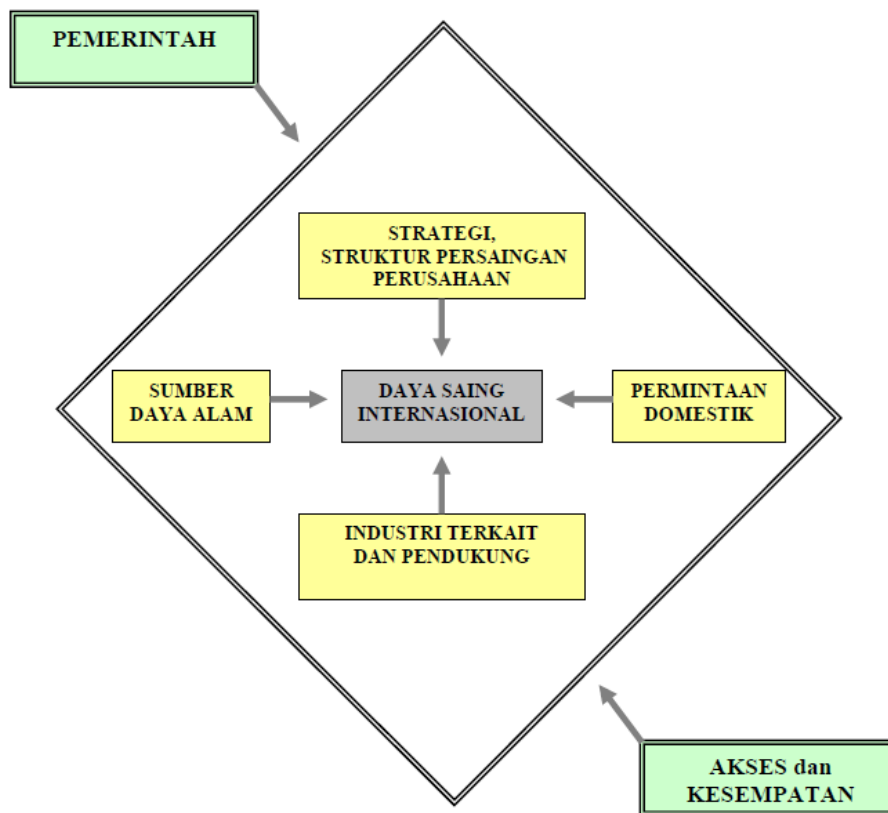 PEMERINTAH
STRATEGI,
STRUKTUR PERSAINGAN
PERUSAHAAN
SUMBER
DAYA ALAM
DAYA SAING
INTERNASIONAL
PERMINTAAN
DOMESTIK
INDUSTRI TERKAIT
DAN PENDUKUNG
AKSES dan
KESEMPATAN